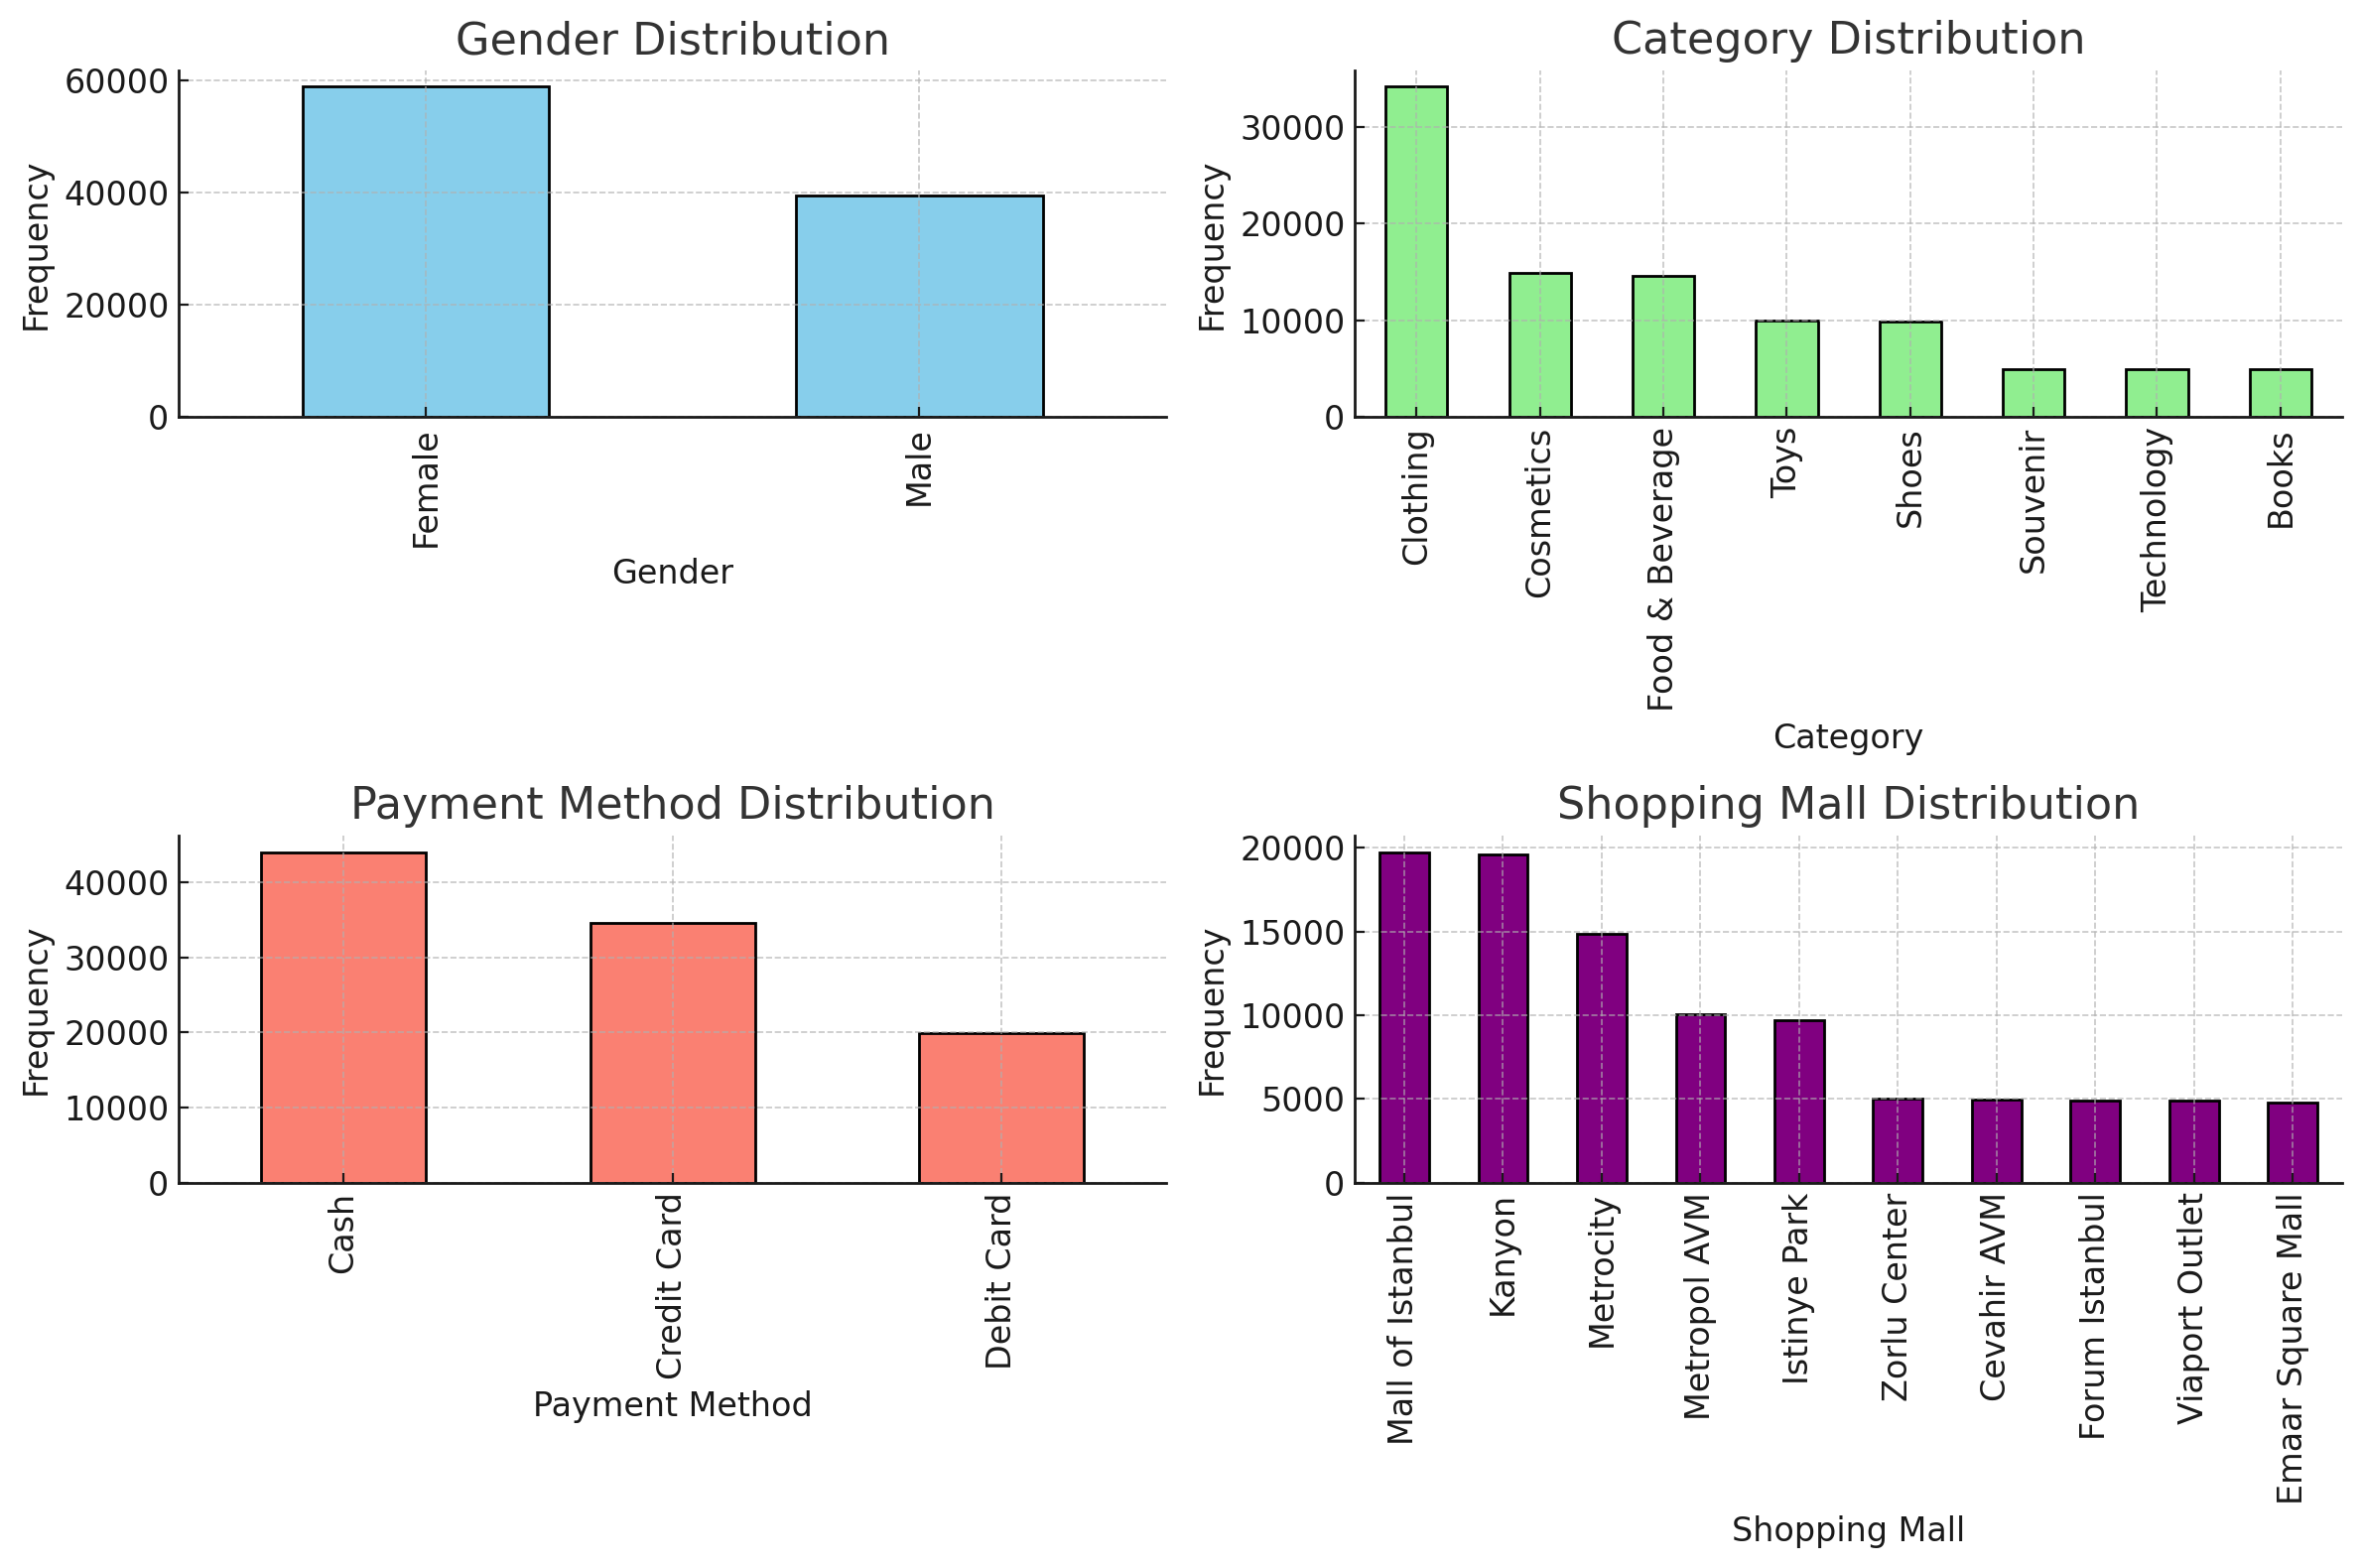 Gender Distribution
60000
40000
20000
0
Frequency
Female
Male
Gender
Category Distribution
30000
20000
10000
0
Frequency
Clothing
Cosmetics
Food & Beverage
Toys
Shoes
Souvenir
Technology
Books
Category
Payment Method Distribution
40000
30000
20000
10000
0
Frequency
Cash
Credit Card
Debit Card
Payment Method
Shopping Mall Distribution
20000
15000
10000
5000
0
Frequency
Mall of Istanbul
Kanyon
Metrocity
Metropol AVM
Istinye Park
Zorlu Center
Cevahir AVM
Forum Istanbul
Viaport Outlet
Emaar Square Mall
Shopping Mall